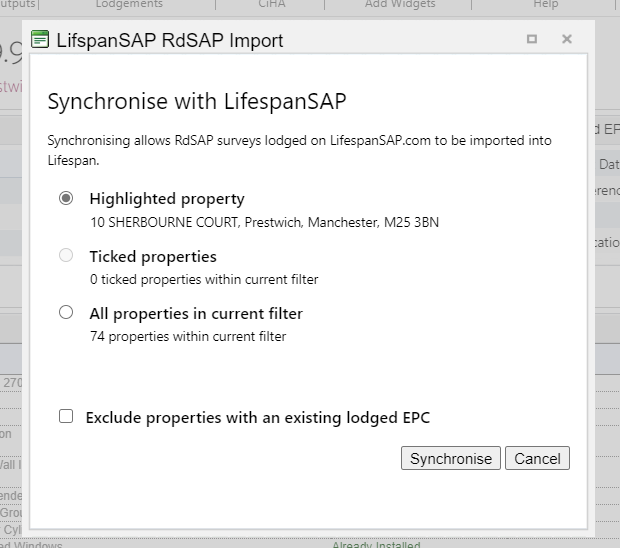 Lodgements
CiHA
Add Widgets
Help
LifspanSAP RdSAP Import
Synchronise with LifespanSAP
Synchronising allows RdSAP surveys lodged on LifespanSAP.com to be imported into
Lifespan.
Highlighted property
10 SHERBOURNE COURT, Prestwich, Manchester, M25 3BN
Ticked properties
0 ticked properties within current filter
All properties in current filter
74 properties within current filter
Exclude properties with an existing lodged EPC
Synchronise Cancel
270
Windows
Already Installed